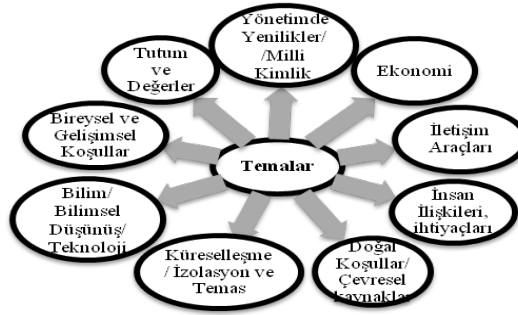 Yönetimde
Yenilikler/
/Milli
Kimlik
Tutum
ve
Değerler
Ekonomi
Bireysel ve
Gelişimsel
Koşullar
İletişim
Araçları
Temalar
Bilim/
Bilimsel
Düşünüş/
Teknoloji
İnsan
İlişkileri,
ihtiyaçları
Küreselleşme
/ İzolasyon ve
Temas
Doğal
Koşullar/
Çevresel
kaynaklar